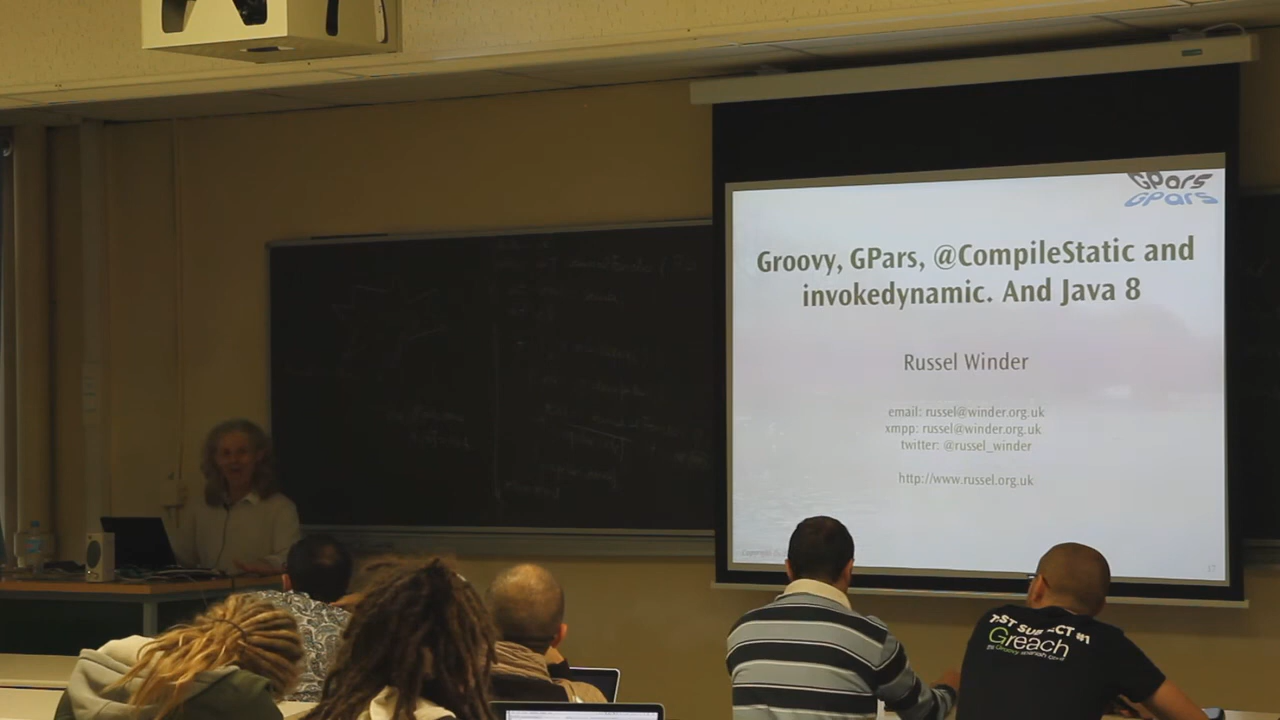 GPars
GPars
Groovy, GPars, @CompileStatic and
invokedynamic. And Java 8
Russel Winder
email: russel@winder.org.uk
xmpp: russel@winder.org.uk
twitter: @russel_winder
http://www.russel.org.uk
Greach